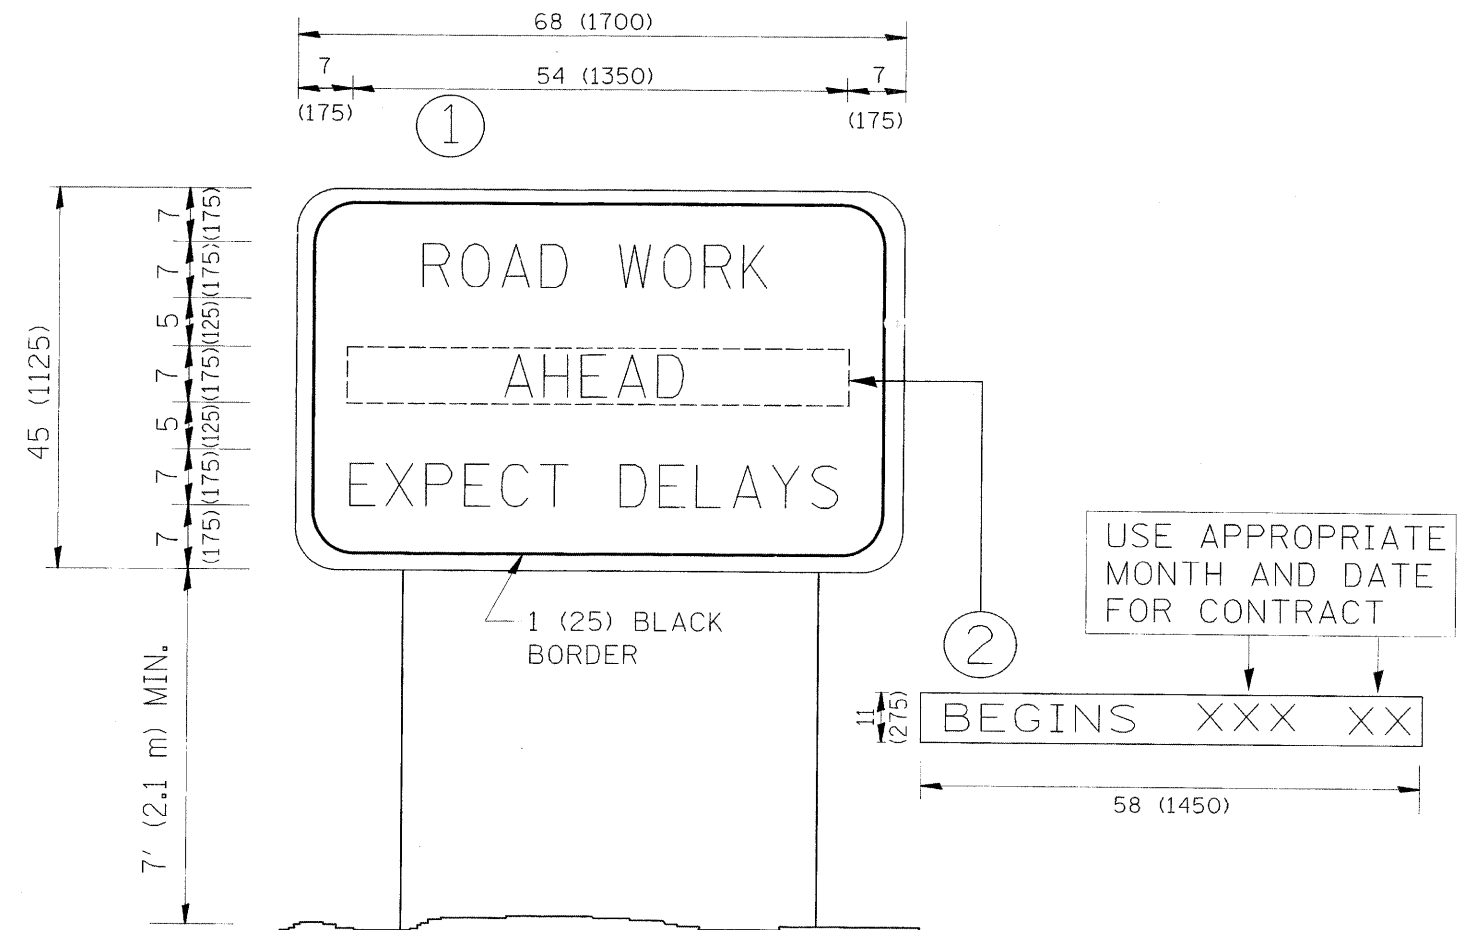 68 (1700)
7
54 (1350)
7
(175)
(175)
1
45 (1125)
7 (175)
7 (175)
5 (125)
7 (175)
5 (125)
7 (175)
7 (175)
ROAD WORK
AHEAD
EXPECT DELAYS
1 (25) BLACK
BORDER
7' (2.1 m) MIN.
2
USE APPROPRIATE
MONTH AND DATE
FOR CONTRACT
11
(275)
BEGINS XXX XX
58 (1450)